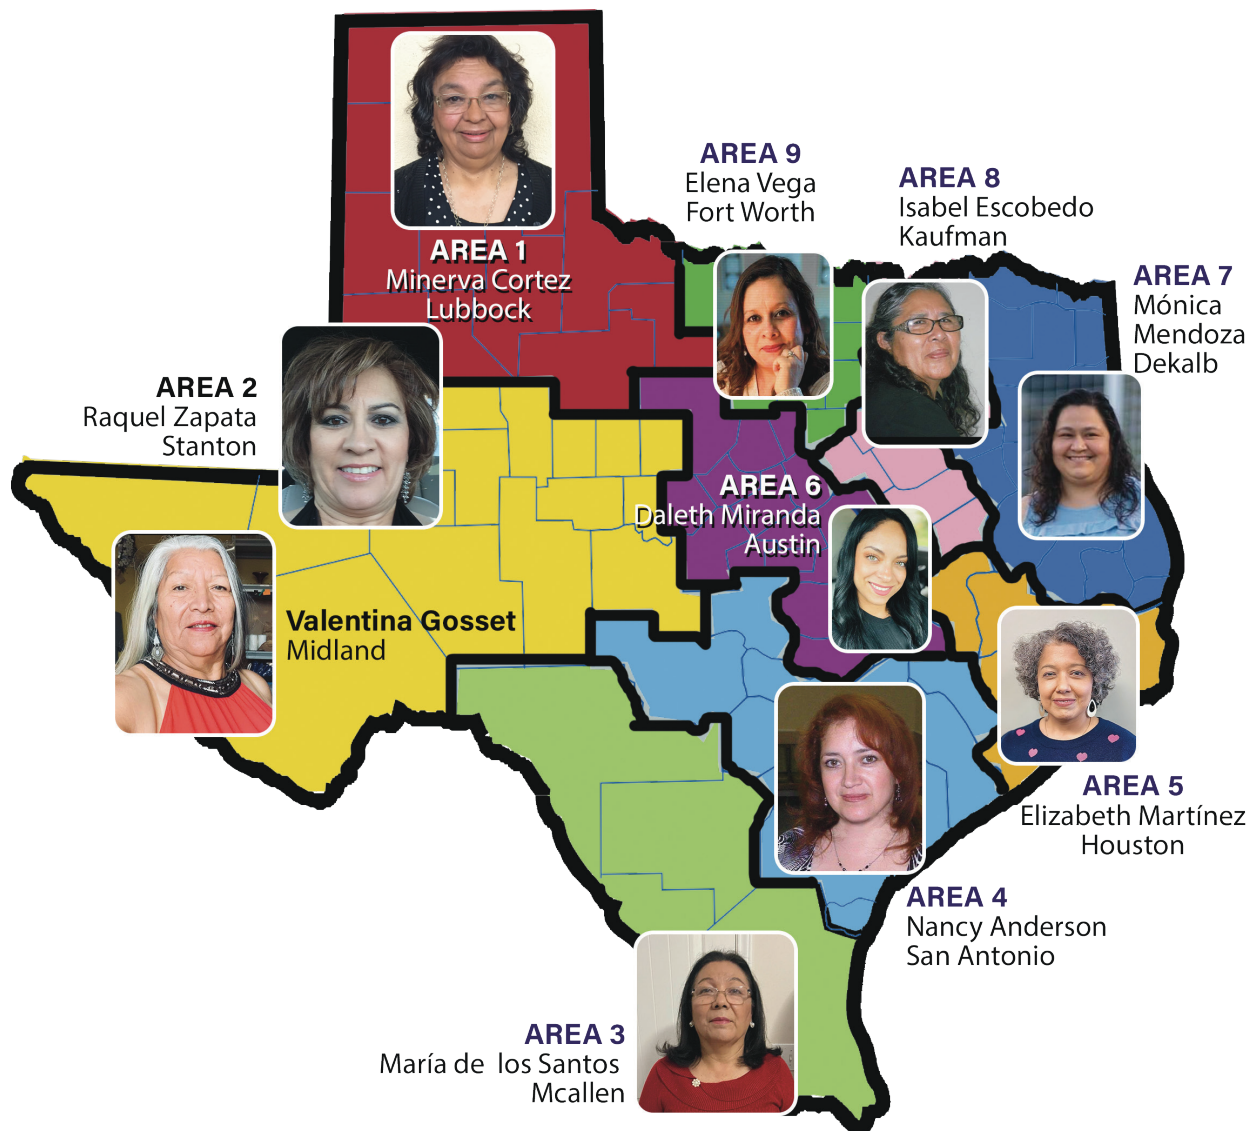 AREA 9
Elena Vega
Fort Worth
AREA 8
Isabel Escobedo
Kaufman
AREA 1
Minerva Cortez
Lubbock
AREA 7
Mónica
Mendoza
Dekalb
AREA 2
Raquel Zapata
Stanton
AREA 6
Daleth Miranda
Austin
Valentina Gosset
Midland
AREA 5
Elizabeth Martínez
Houston
AREA 4
Nancy Anderson
San Antonio
AREA 3
María de los Santos
Mcallen